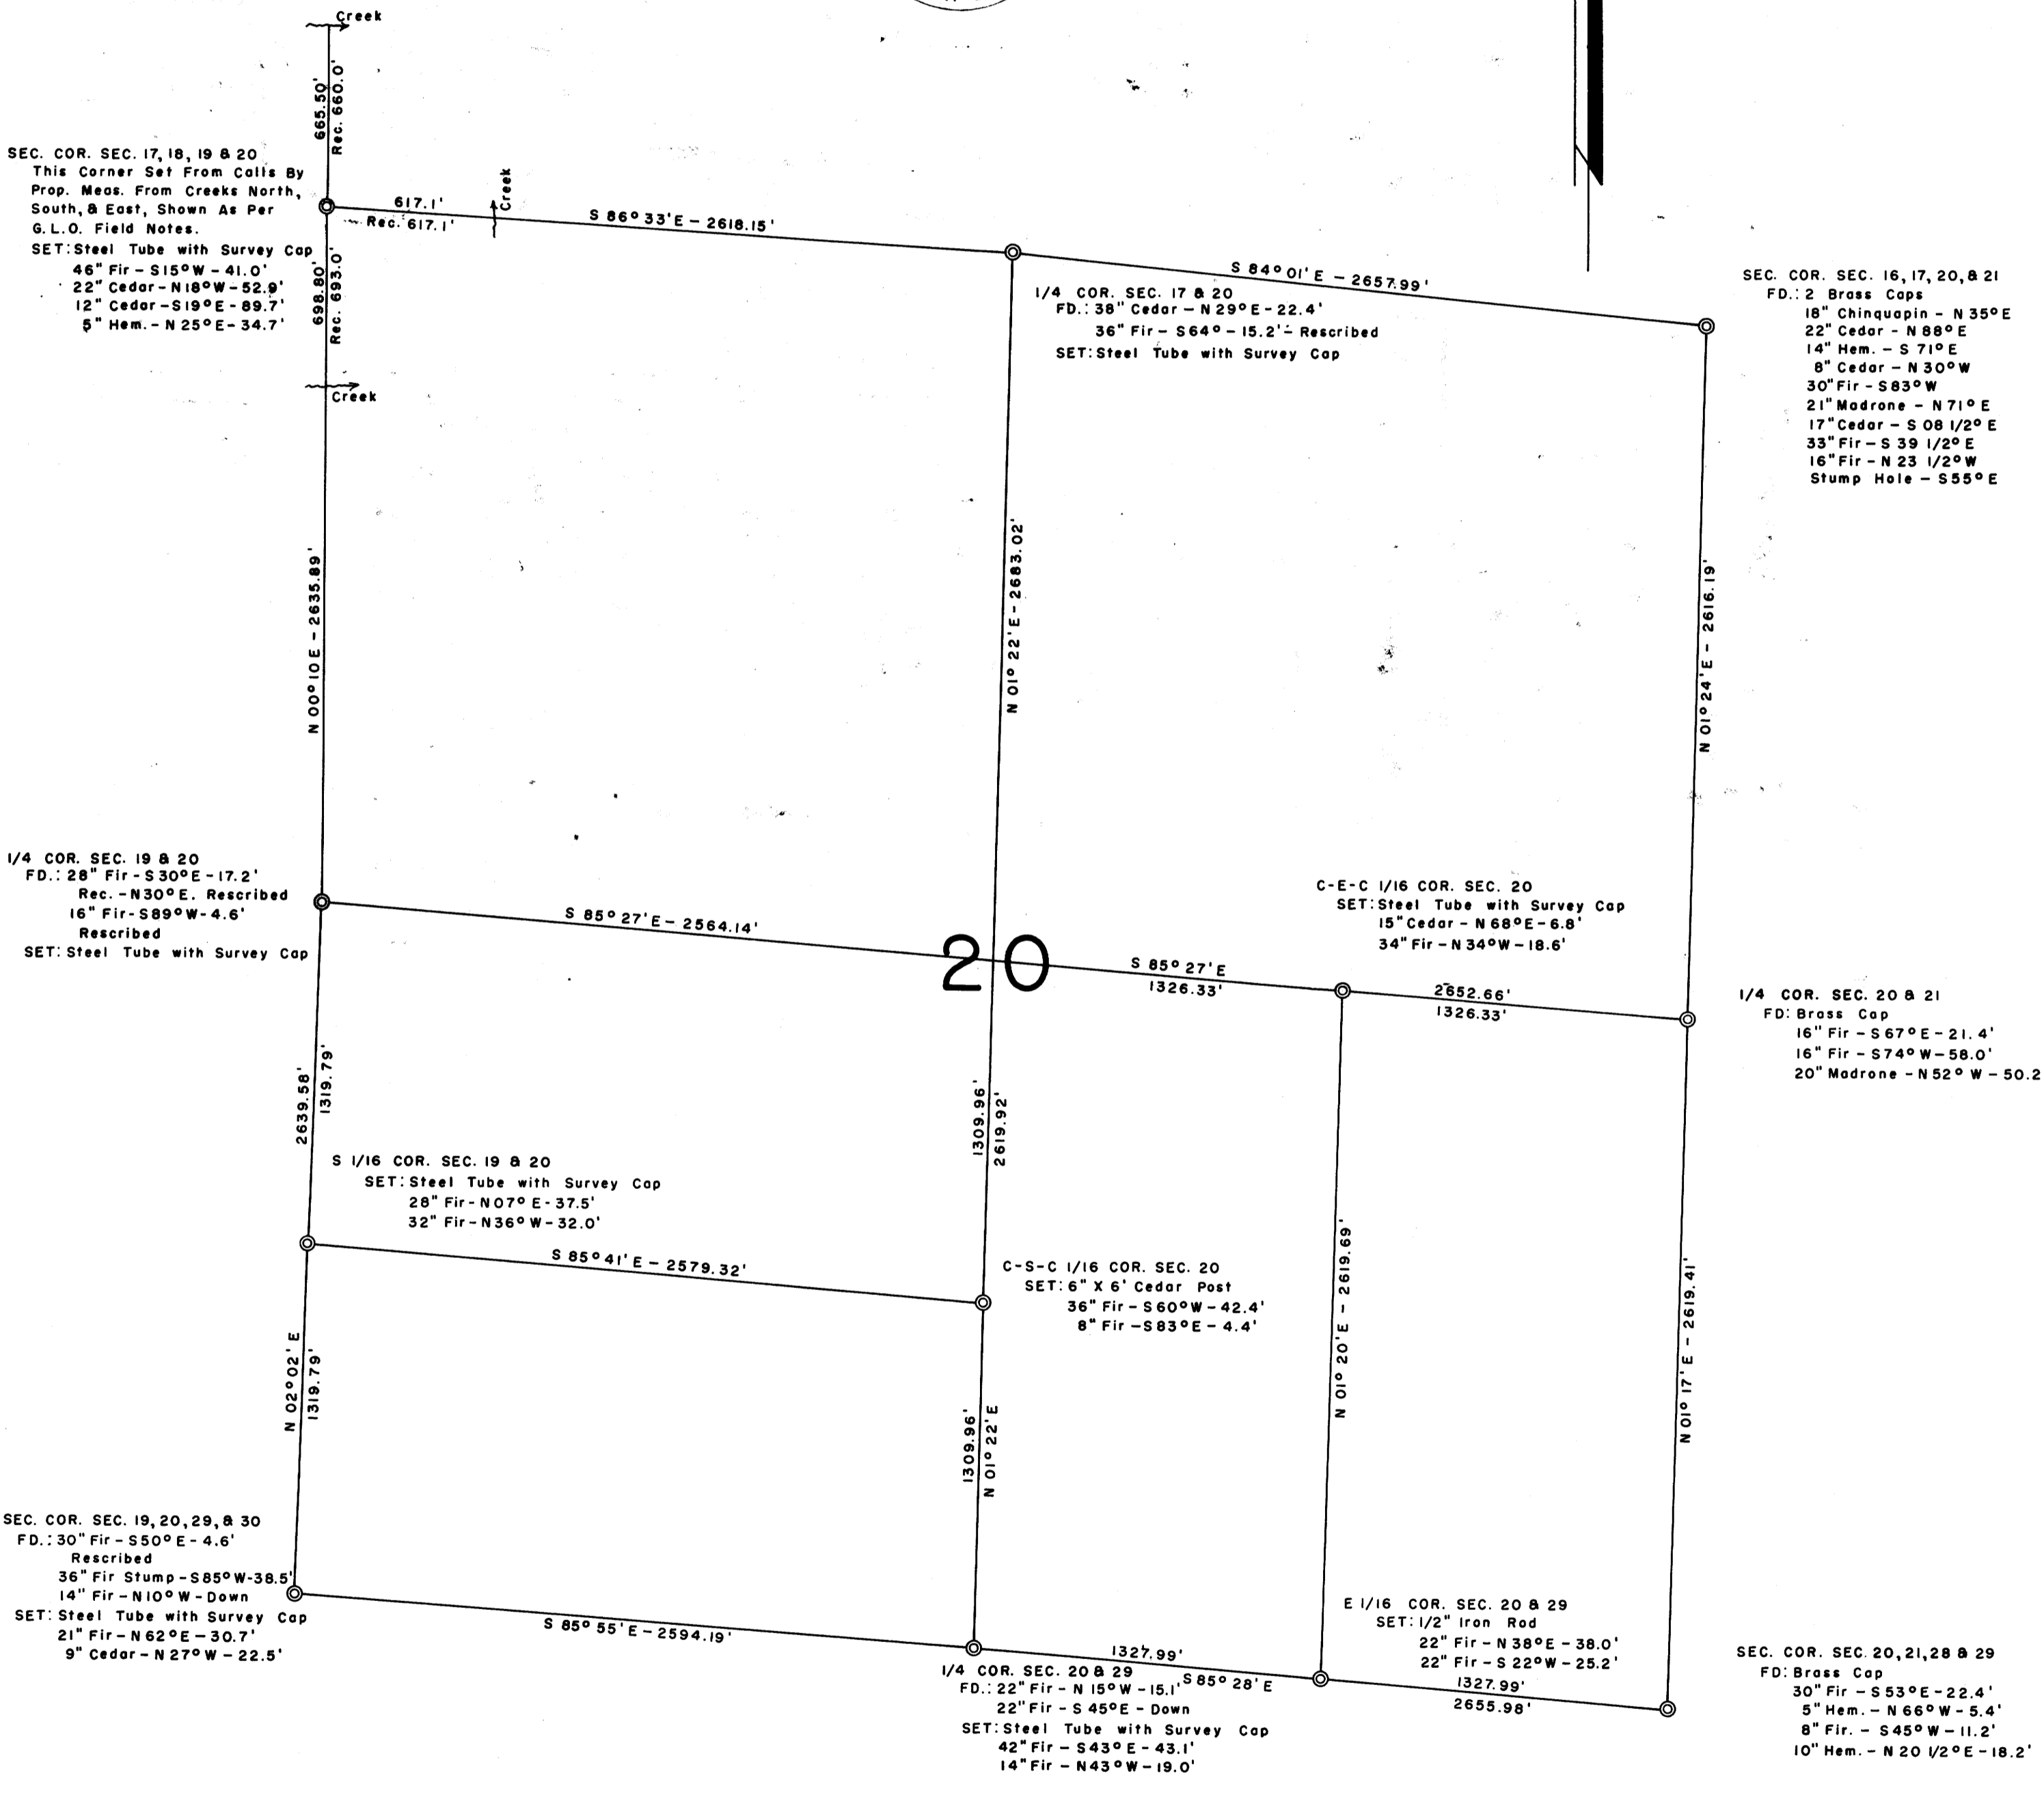 Creek
665.50'
Rec. 660.0'
SEC. COR. SEC. 17, 18, 19 & 20
This Corner Set From Calls By
Prop. Meas. From Creeks North,
South, & East, Shown As Per
G.L.O. Field Notes.
SET: Steel Tube with Survey Cap
46" Fir - S15°W - 41.0'
22" Cedar - N18°W - 52.9'
12" Cedar - S19°E - 89.7'
5" Hem. - N 25°E - 34.7'
698.80'
Rec. 693.0'
Creek
617.1'
Rec. 617.1'
Creek
S 86° 33'E - 2618.15'
S 84° 01'E - 2657.99'
1/4 COR. SEC. 17 & 20
FD.: 38" Cedar - N 29°E - 22.4'
36" Fir - S64° - 15.2' - Rescribed
SET: Steel Tube with Survey Cap
SEC. COR. SEC. 16, 17, 20, & 21
FD.: 2 Brass Caps
18" Chinquapin - N 35°E
22" Cedar - N 88°E
14" Hem. - S 71°E
8" Cedar - N 30°W
30" Fir - S83°W
21" Madrone - N 71°E
17" Cedar - S 08 1/2°E
33" Fir - S 39 1/2°E
16" Fir - N 23 1/2°W
Stump Hole - S55°E
N 00°10E - 2635.89'
N 01° 22'E - 2683.02'
N 01° 24'E - 2616.19'
1/4 COR. SEC. 19 & 20
FD.: 28" Fir - S30°E - 17.2'
Rec. - N30°E. Rescribed
16" Fir - S89°W - 4.6'
Rescribed
SET: Steel Tube with Survey Cap
S 85° 27'E - 2564.14'
20
C-E-C 1/16 COR. SEC. 20
SET: Steel Tube with Survey Cap
15" Cedar - N 68°E - 6.8'
34" Fir - N 34°W - 18.6'
S 85° 27'E
1326.33'
2652.66'
1326.33'
1/4 COR. SEC. 20 & 21
FD: Brass Cap
16" Fir - S67°E - 21.4'
16" Fir - S74°W - 58.0'
20" Madrone - N52°W - 50.2
2639.58'
1319.79'
1309.96'
2619.92'
S 1/16 COR. SEC. 19 & 20
SET: Steel Tube with Survey Cap
28" Fir - N07°E - 37.5'
32" Fir - N36°W - 32.0'
S 85° 41'E - 2579.32'
C-S-C 1/16 COR. SEC. 20
SET: 6" X 6' Cedar Post
36" Fir - S60°W - 42.4'
8" Fir - S83°E - 4.4'
N 01° 20'E - 2619.69'
N 01° 17'E - 2619.41'
N 02° 02' E
1319.79'
1309.96'
N 01° 22'E
SEC. COR. SEC. 19, 20, 29, & 30
FD.: 30" Fir - S50°E - 4.6'
Rescribed
36" Fir Stump - S85°W - 38.5'
14" Fir - N10°W - Down
SET: Steel Tube with Survey Cap
21" Fir - N 62°E - 30.7'
9" Cedar - N 27°W - 22.5'
S 85° 55'E - 2594.19'
1327.99'
S 85° 28'E
1/4 COR. SEC. 20 & 29
FD.: 22" Fir - N 15°W - 15.1'
22" Fir - S 45°E - Down
SET: Steel Tube with Survey Cap
42" Fir - S43°E - 43.1'
14" Fir - N43°W - 19.0'
E 1/16 COR. SEC. 20 & 29
SET: 1/2" Iron Rod
22" Fir - N 38°E - 38.0'
22" Fir - S 22°W - 25.2'
1327.99'
2655.98'
SEC. COR. SEC. 20, 21, 28 & 29
FD: Brass Cap
30" Fir - S 53°E - 22.4'
5" Hem. - N 66°W - 5.4'
8" Fir. - S45°W - 11.2'
10" Hem. - N 20 1/2°E - 18.2'